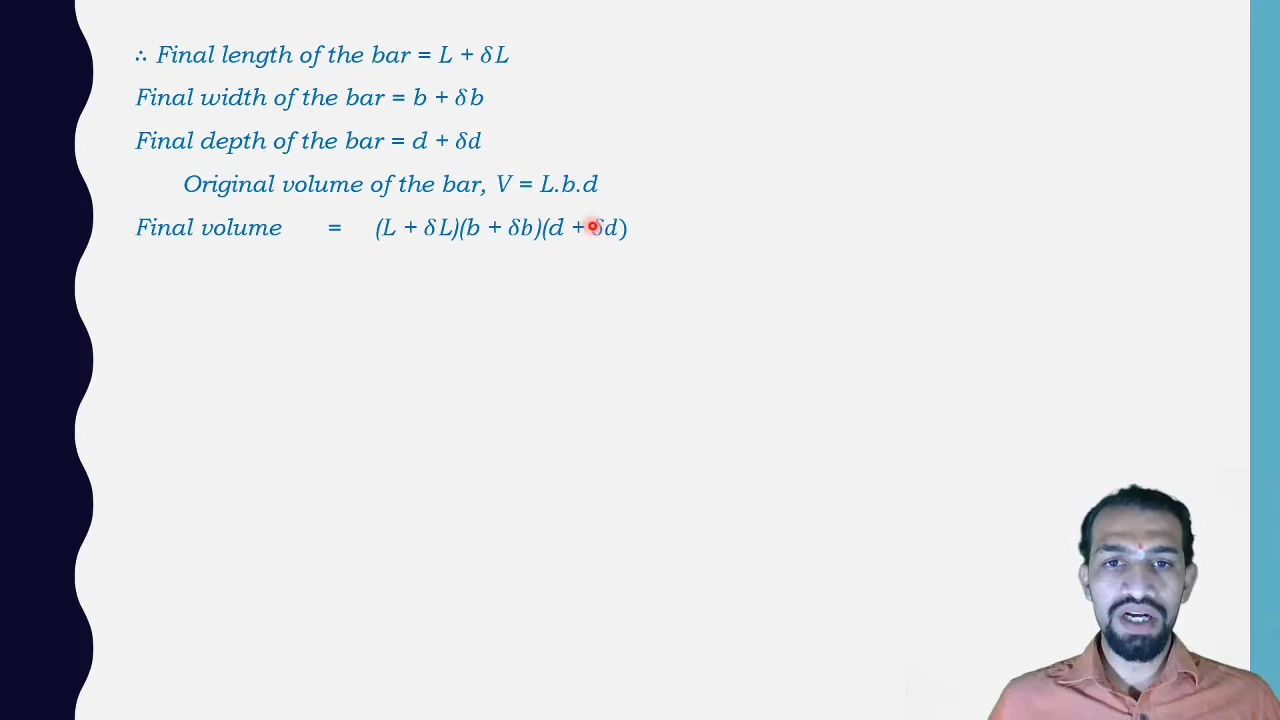 ∴ Final length of the bar = L + δL
Final width of the bar = b + δb
Final depth of the bar = d + δd
Original volume of the bar, V = L.b.d
Final volume = (L + δL)(b + δb)(d + δd)